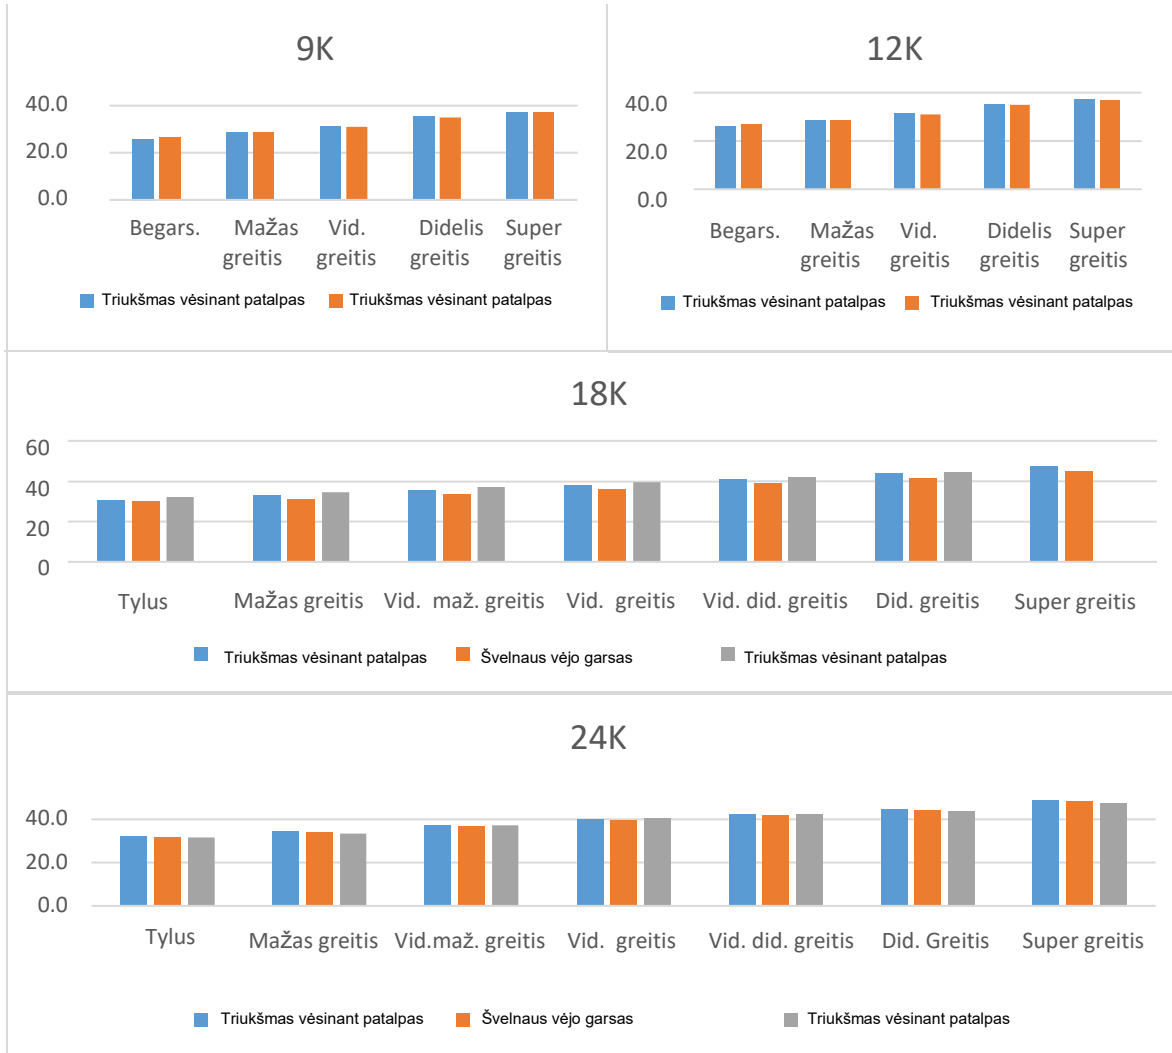 9K
40.0
20.0
0.0
Begars. Mažas Vid. Didelis Super
greitis greitis greitis greitis
Triukšmas vėsinant patalpas Triukšmas vėsinant patalpas
12K
40.0
20.0
0.0
Begars. Mažas Vid. Didelis Super
greitis greitis greitis greitis
Triukšmas vėsinant patalpas Triukšmas vėsinant patalpas
18K
60
40
20
0
Tylus Mažas greitis Vid. maž. greitis Vid. greitis Vid. did. greitis Did. greitis Super greitis
Triukšmas vėsinant patalpas Švelnaus vėjo garsas Triukšmas vėsinant patalpas
24K
40.0
20.0
0.0
Tylus Mažas greitis Vid.maž. greitis Vid. greitis Vid. did. greitis Did. Greitis Super greitis
Triukšmas vėsinant patalpas Švelnaus vėjo garsas Triukšmas vėsinant patalpas